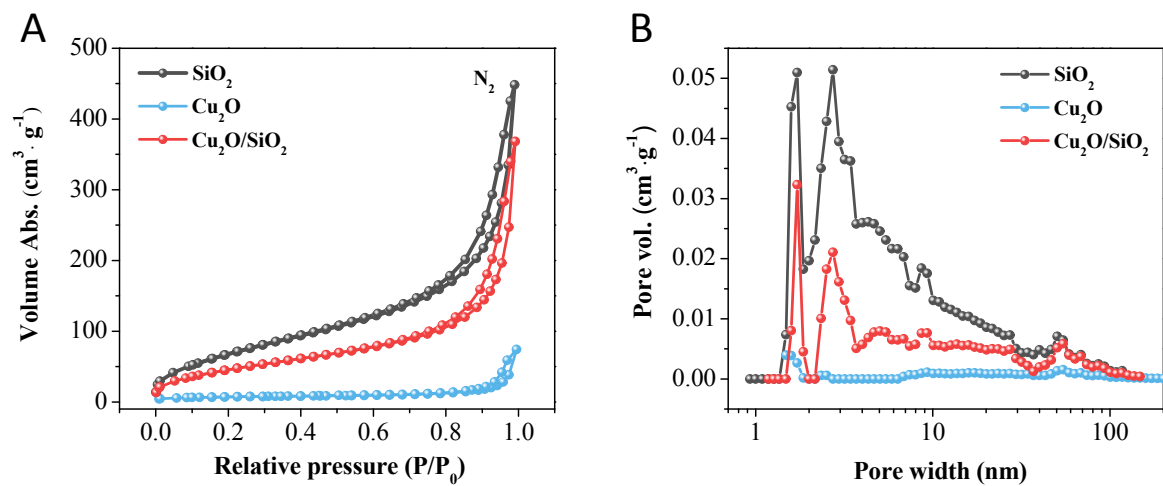 A
500
400
300
200
100
0
Volume Abs. (cm³· g⁻¹)
SiO₂
Cu₂O
Cu₂O/SiO₂
N₂
0.0 0.2 0.4 0.6 0.8 1.0
Relative pressure (P/P₀)
B
0.05
0.04
0.03
0.02
0.01
0.00
Pore vol. (cm³·g⁻¹)
SiO₂
Cu₂O
Cu₂O/SiO₂
1 10 100
Pore width (nm)